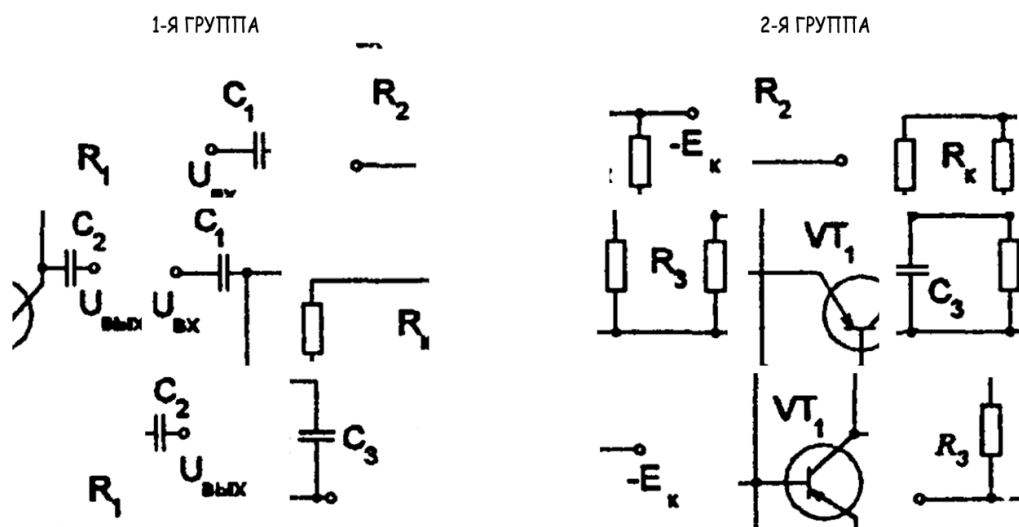 1-Я ГРУППА
2-Я ГРУППА
C1
R2
R1
Uвх
C2
C1
Uвых
Uвх
C2
C3
Uвых
R1
R2
-Eк
Rк
R3
VT1
C3
VT1
-Eк
R3